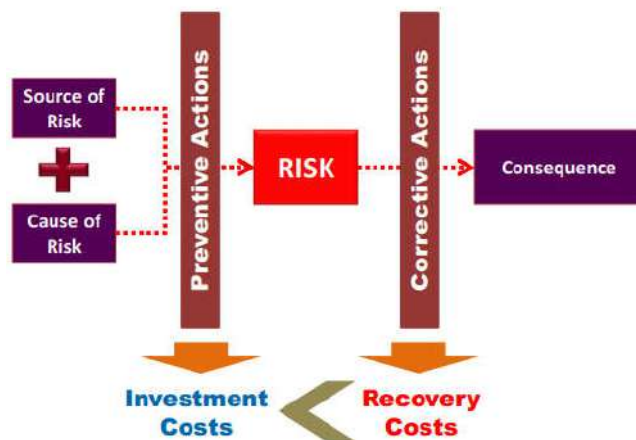 Source of
Risk
Cause of
Risk
Preventive Actions
RISK
Corrective Actions
Consequence
Investment
Costs
Recovery
Costs